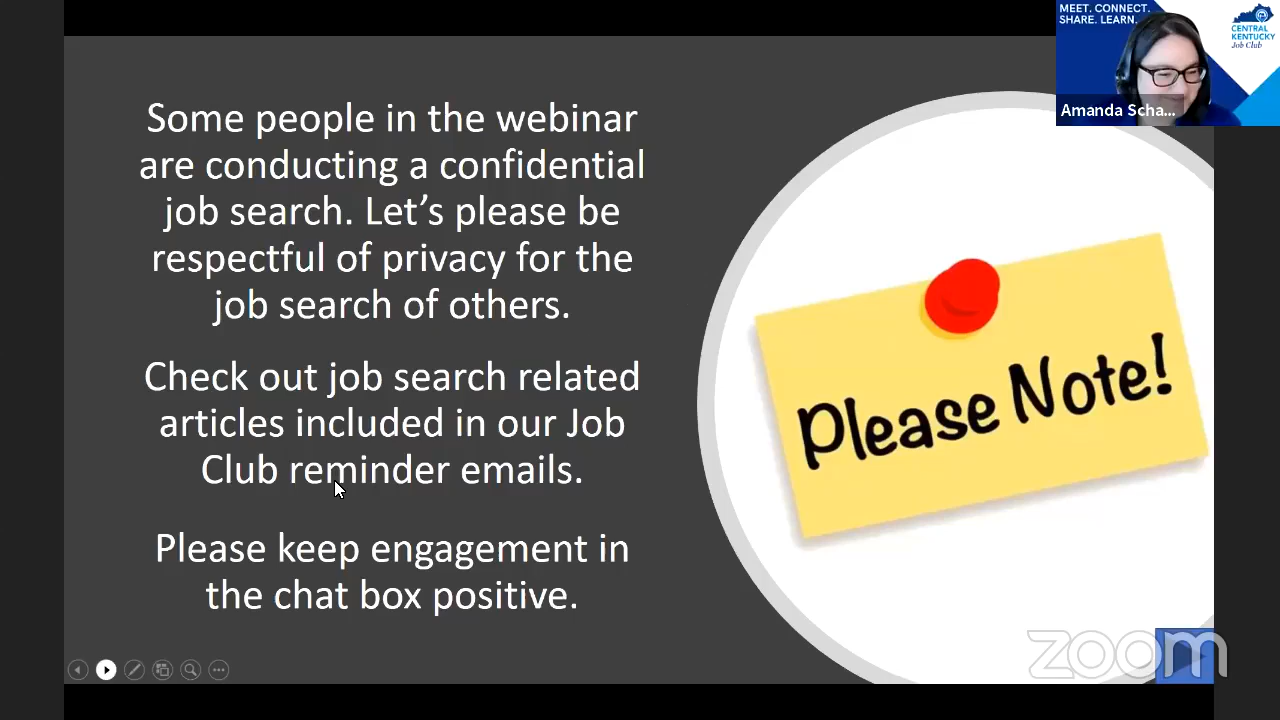 MEET. CONNECT.
SHARE. LEARN.
CENTRAL
KENTUCKY
Job Club
Amanda Scha...
Some people in the webinar
are conducting a confidential
job search. Let’s please be
respectful of privacy for the
job search of others.
Check out job search related
articles included in our Job
Club reminder emails.
Please keep engagement in
the chat box positive.
Please Note!
zoom